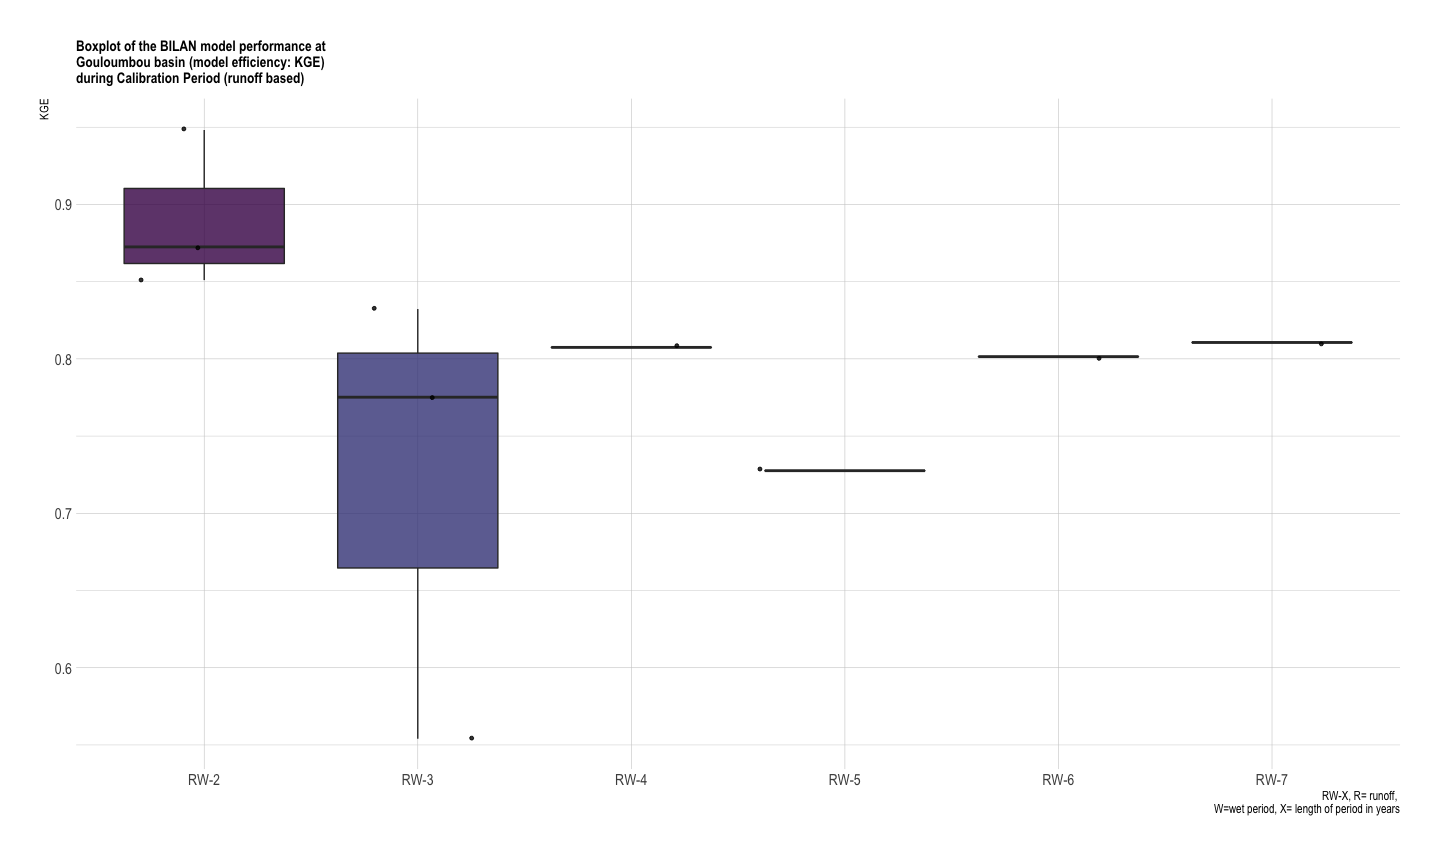 Boxplot of the BILAN model performance at
Gouloumbou basin (model efficiency: KGE)
during Calibration Period (runoff based)
KGE
0.9
0.8
0.7
0.6
RW-2 RW-3 RW-4 RW-5 RW-6 RW-7
RW-X, R= runoff,
W=wet period, X= length of period in years